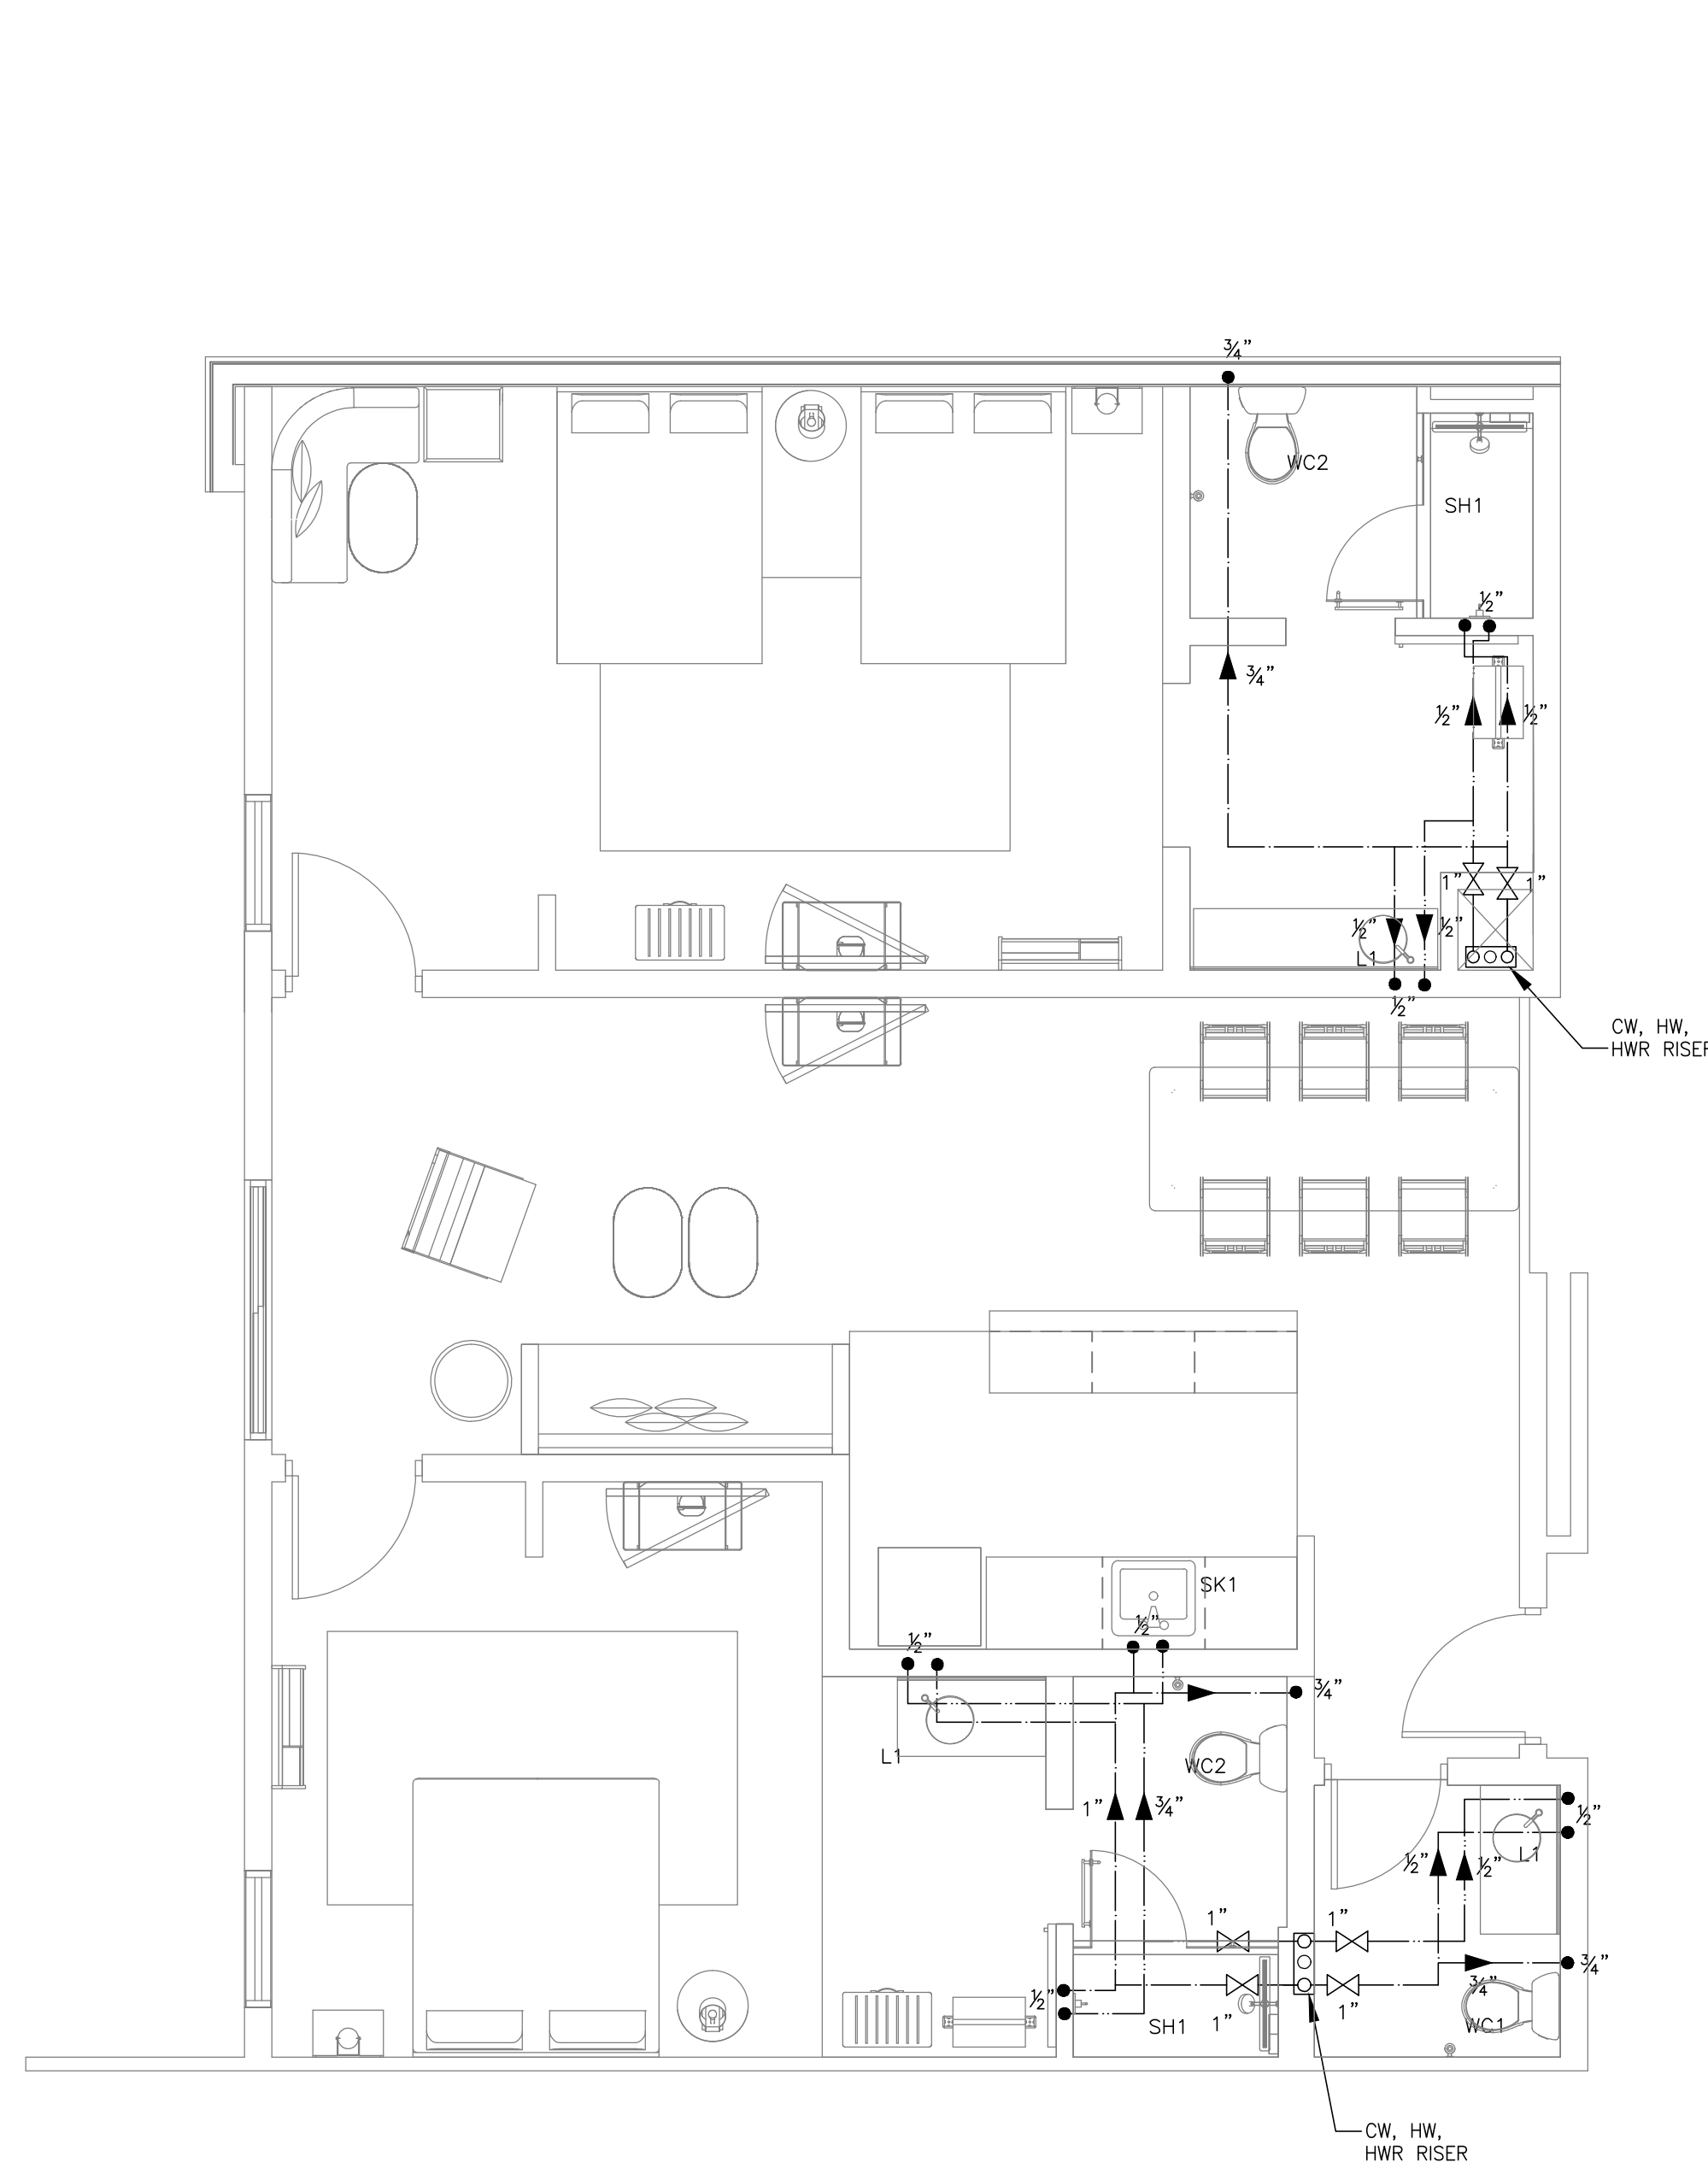 ¾”
WC2
SH1
½”
¾”
½”
½”
1”
1”
½”
½”
L1
½”
CW, HW,
HWR RISER
SK1
½”
½”
¾”
L1
WC2
1”
¾”
½”
½”
½”
L1
1”
1”
¾”
¾”
½”
1”
1”
SH1
WC1
CW, HW,
HWR RISER